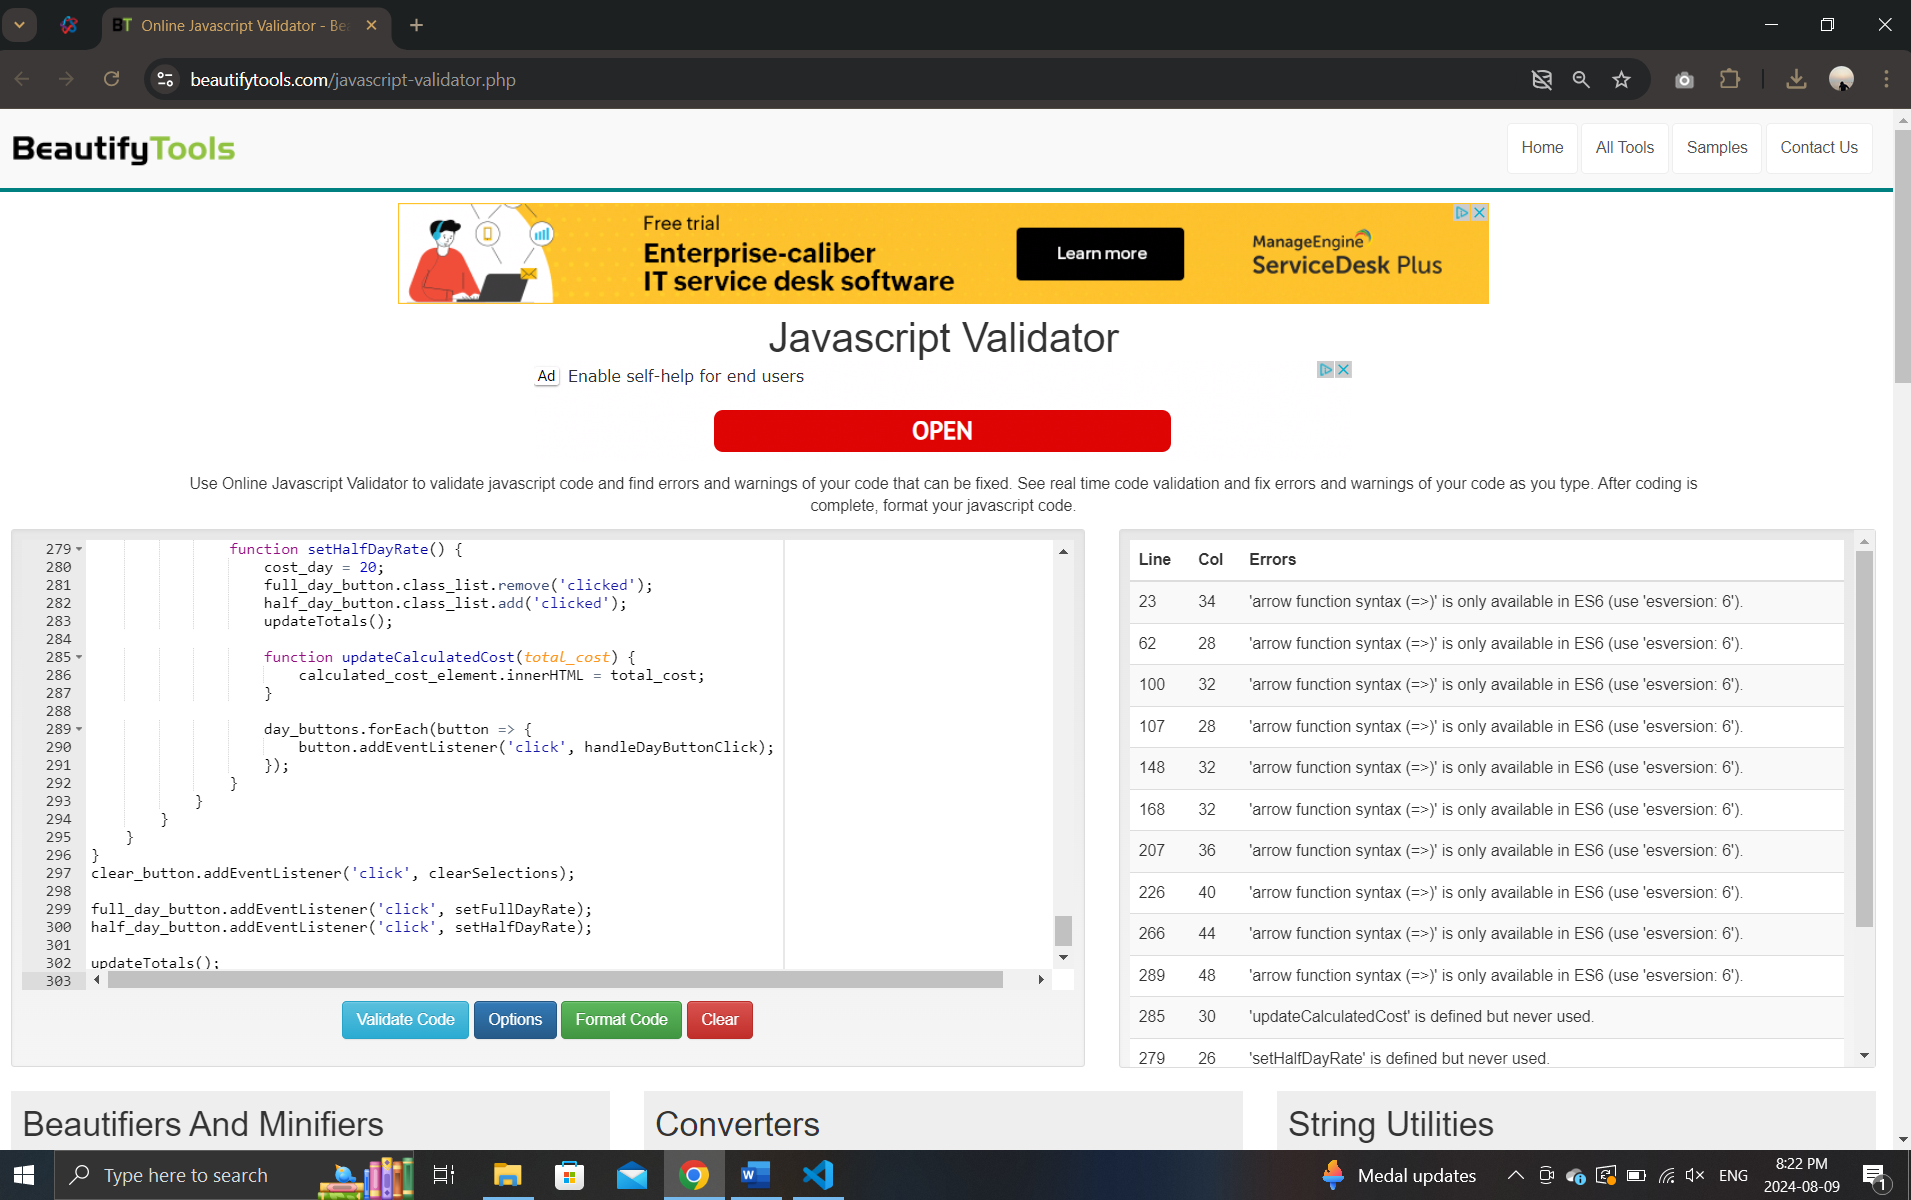 BT Online Javascript Validator - Be
beautifytools.com/javascript-validator.php
BeautifyTools
Home
All Tools
Samples
Contact Us
Free trial
Enterprise-caliber
IT service desk software
Learn more
ManageEngine
ServiceDesk Plus
Javascript Validator
Ad Enable self-help for end users
OPEN
Use Online Javascript Validator to validate javascript code and find errors and warnings of your code that can be fixed. See real time code validation and fix errors and warnings of your code as you type. After coding is
complete, format your javascript code.
279 function setHalfDayRate() {
280 cost_day = 20;
281 full_day_button.class_list.remove('clicked');
282 half_day_button.class_list.add('clicked');
283 updateTotals();
284
285 function updateCalculatedCost(total_cost) {
286 calculated_cost_element.innerHTML = total_cost;
287 }
288
289 day_buttons.forEach(button => {
290 button.addEventListener('click', handleDayButtonClick);
291 });
292 }
293 }
294 }
295 }
296 }
297 clear_button.addEventListener('click', clearSelections);
298
299 full_day_button.addEventListener('click', setFullDayRate);
300 half_day_button.addEventListener('click', setHalfDayRate);
301
302 updateTotals();
303
Validate Code
Options
Format Code
Clear
Line Col Errors
23 34 'arrow function syntax (=>)' is only available in ES6 (use 'esversion: 6').
62 28 'arrow function syntax (=>)' is only available in ES6 (use 'esversion: 6').
100 32 'arrow function syntax (=>)' is only available in ES6 (use 'esversion: 6').
107 28 'arrow function syntax (=>)' is only available in ES6 (use 'esversion: 6').
148 32 'arrow function syntax (=>)' is only available in ES6 (use 'esversion: 6').
168 32 'arrow function syntax (=>)' is only available in ES6 (use 'esversion: 6').
207 36 'arrow function syntax (=>)' is only available in ES6 (use 'esversion: 6').
226 40 'arrow function syntax (=>)' is only available in ES6 (use 'esversion: 6').
266 44 'arrow function syntax (=>)' is only available in ES6 (use 'esversion: 6').
289 48 'arrow function syntax (=>)' is only available in ES6 (use 'esversion: 6').
285 30 'updateCalculatedCost' is defined but never used.
279 26 'setHalfDayRate' is defined but never used.
Beautifiers And Minifiers
Converters
String Utilities
Type here to search
W
Medal updates
ENG
8:22 PM
2024-08-09
1